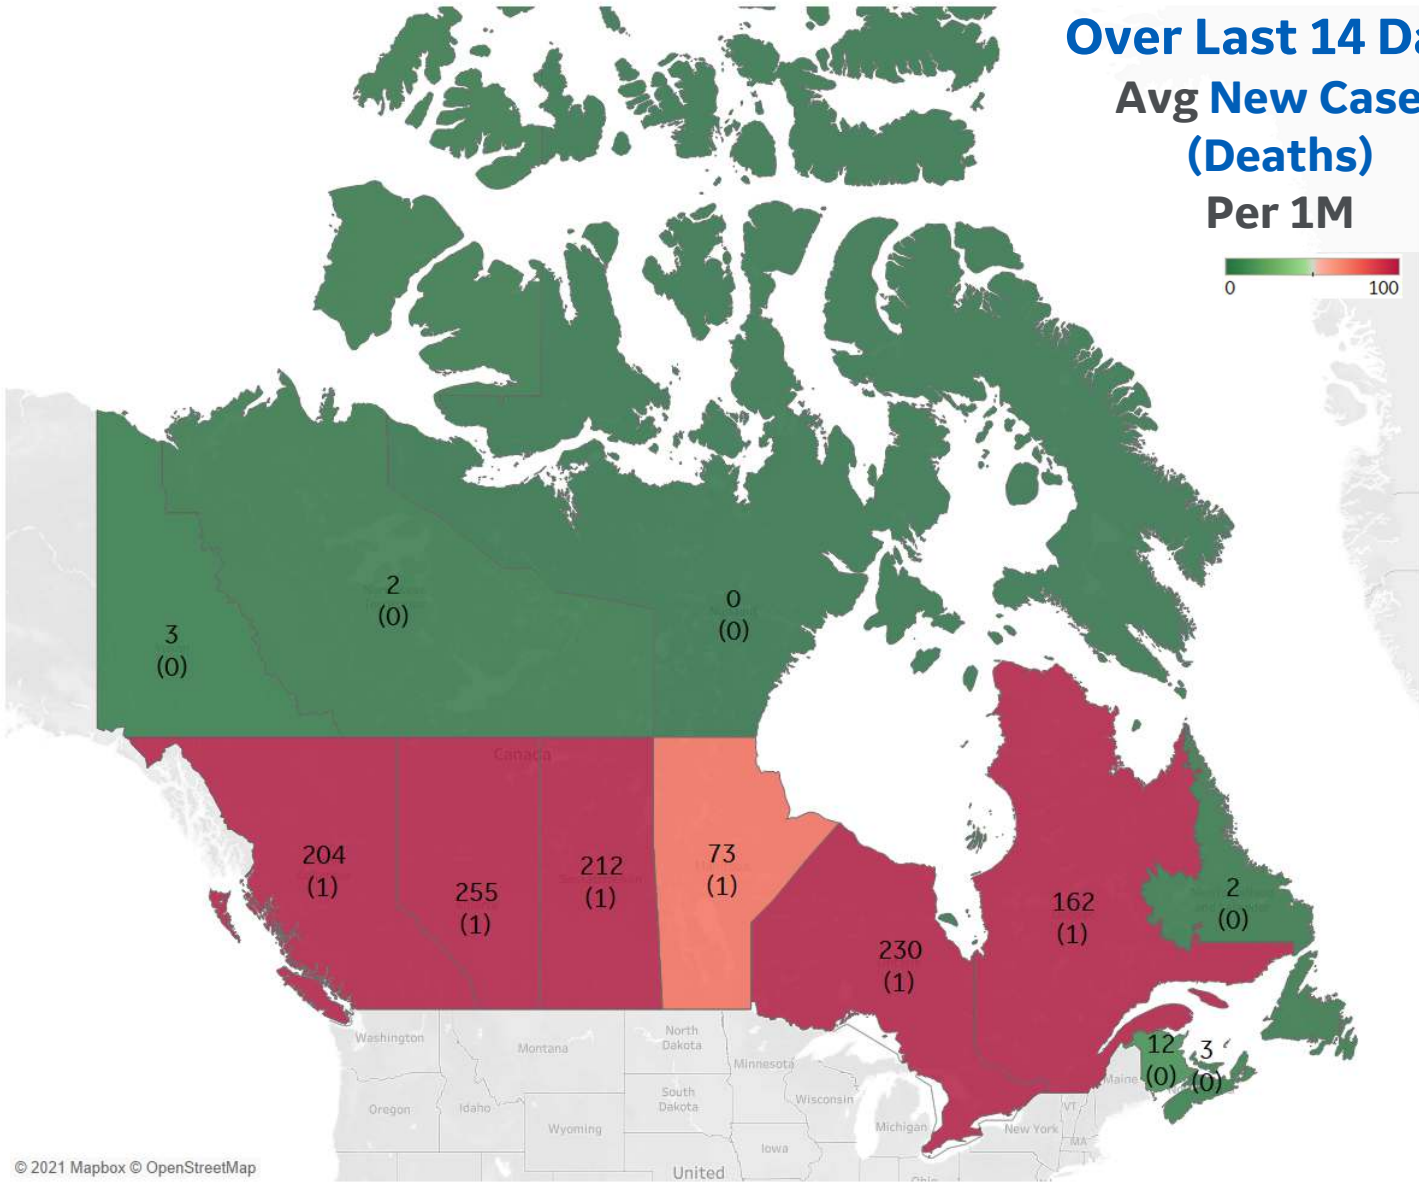 Over Last 14 Da
Avg New Case
(Deaths)
Per 1M
0
100
2
(0)
0
(0)
3
(0)
Canada
204
(1)
255
(1)
212
(1)
73
(1)
230
(1)
162
(1)
2
(0)
12
(0)
3
(0)
Washington
Montana
North
Dakota
Minnesota
Oregon
Idaho
South
Dakota
Wisconsin
Wyoming
Michigan
New York
Maine
VT
MA
Iowa
Ohio
United
© 2021 Mapbox © OpenStreetMap